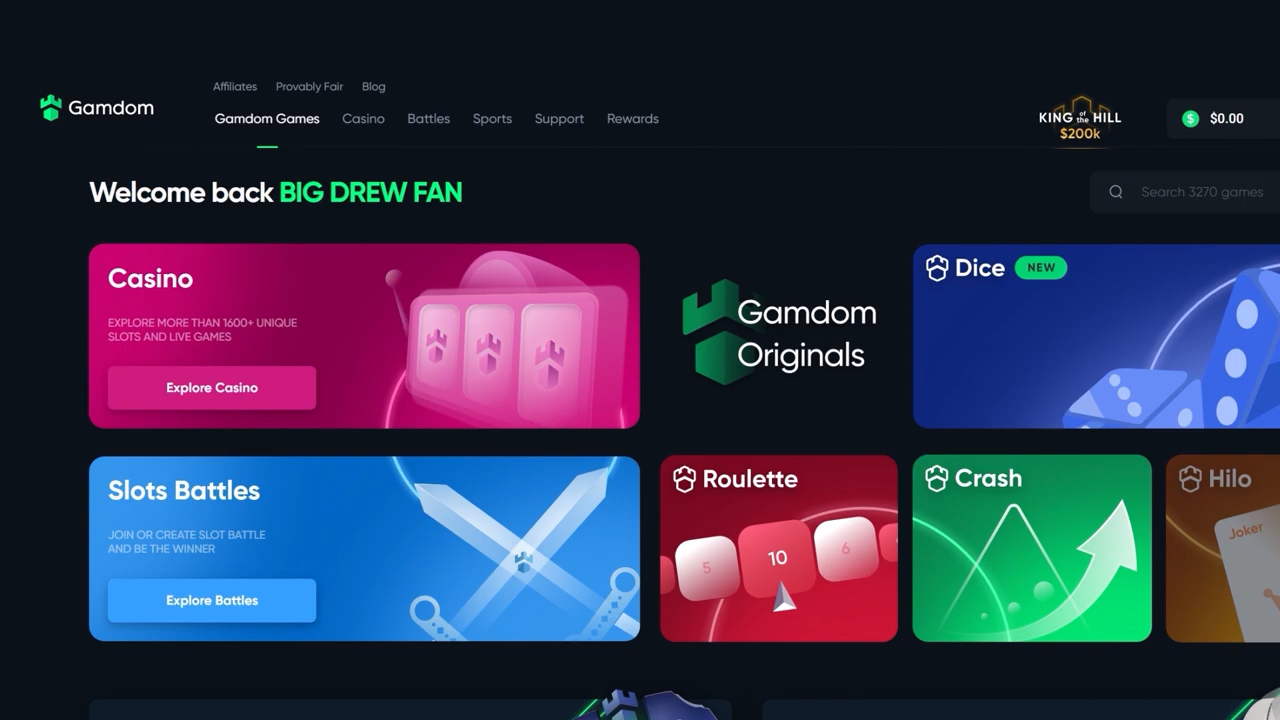 Affiliates Provably Fair Blog
Gamdom
Gamdom Games Casino Battles Sports Support Rewards
KING of the HILL
$200k
$ $0.00
Welcome back BIG DREW FAN
Search 3270 games
Casino
EXPLORE MORE THAN 1600+ UNIQUE
SLOTS AND LIVE GAMES
Explore Casino
Gamdom
Originals
Dice NEW
Slots Battles
JOIN OR CREATE SLOT BATTLE
AND BE THE WINNER
Explore Battles
Roulette
5 10 6
Crash
Hilo
Joker